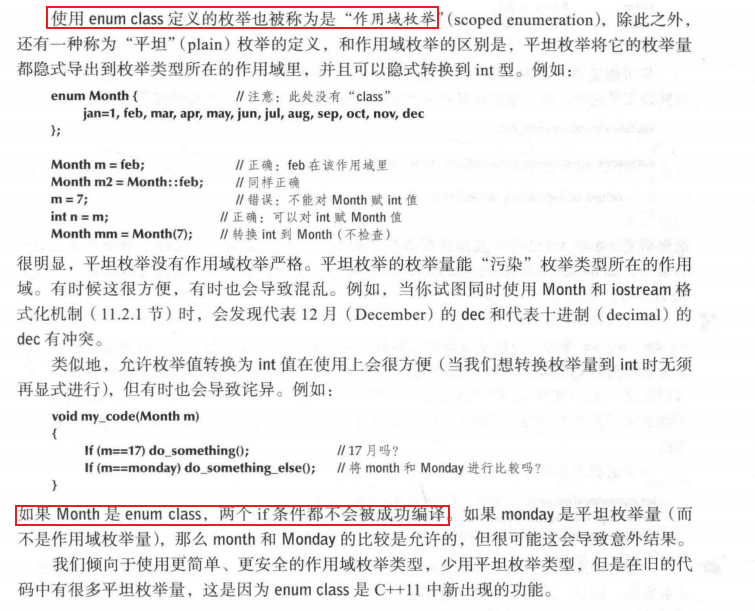 使用 enum class 定义的枚举也被称为是“作用域枚举”(scoped enumeration)，除此之外，
还有一种称为“平坦”(plain）枚举的定义，和作用域枚举的区别是，平坦枚举将它的枚举量
都隐式导出到枚举类型所在的作用域里，并且可以隐式转换到 int 型。例如：
enum Month { // 注意：此处没有“class”
jan=1, feb, mar, apr, may, jun, jul, aug, sep, oct, nov, dec
};
Month m = feb; // 正确：feb 在该作用域里
Month m2 = Month::feb; // 同样正确
m = 7; // 错误：不能对 Month 赋 int 值
int n = m; // 正确：可以对 int 赋 Month 值
Month mm = Month(7); // 转换 int 到 Month（不检查）
很明显，平坦枚举没有作用域枚举严格。平坦枚举的枚举量能“污染”枚举类型所在的作用
域。有时候这很方便，有时也会导致混乱。例如，当你试图同时使用 Month 和 iostream 格
式化机制（11.2.1 节）时，会发现代表 12 月（December）的 dec 和代表十进制（decimal）的
dec 有冲突。
类似地，允许枚举值转换为 int 值在使用上会很方便（当我们想转换枚举量到 int 时无须
再显式进行），但有时也会导致诧异。例如：
void my_code(Month m)
{
If (m==17) do_something(); // 17 月吗？
If (m==monday) do_something_else(); // 将 month 和 Monday 进行比较吗？
}
如果 Month 是 enum class，两个 if 条件都不会被成功编译。如果 monday 是平坦枚举量（而
不是作用域枚举量），那么 month 和 Monday 的比较是允许的，但很可能这会导致意外结果。
我们倾向于使用更简单、更安全的作用域枚举类型，少用平坦枚举类型，但是在旧的代
码中有很多平坦枚举量，这是因为 enum class 是 C++11 中新出现的功能。